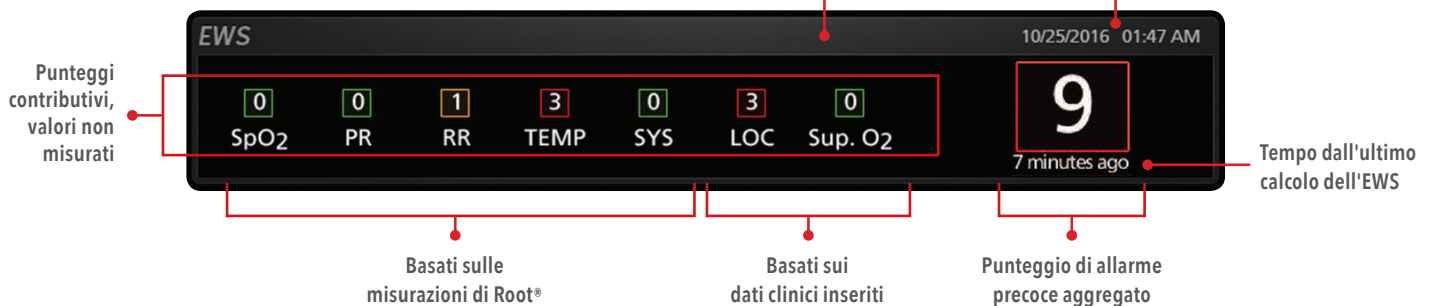 EWS
10/25/2016 01:47 AM
Punteggi
contributivi,
valori non
misurati
0 0 1 3 0 3 0
SpO2 PR RR TEMP SYS LOC Sup. O2
9
7 minutes ago
Tempo dall'ultimo
calcolo dell'EWS
Basati sulle
misurazioni di Root®
Basati sui
dati clinici inseriti
Punteggio di allarme
precoce aggregato